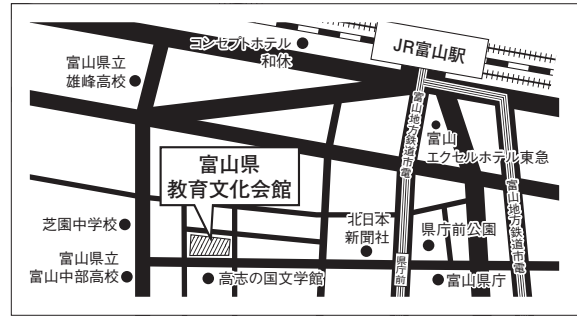 コンセプトホテル
和休
JR富山駅
富山県立
雄峰高校
富山地方鉄道市電
富山
エクセルホテル東急
富山地方鉄道市電
富山県
教育文化会館
芝園中学校
北日本
新聞社
県庁前公園
富山県立
富山中部高校
高志の国文学館
県庁前
富山県庁